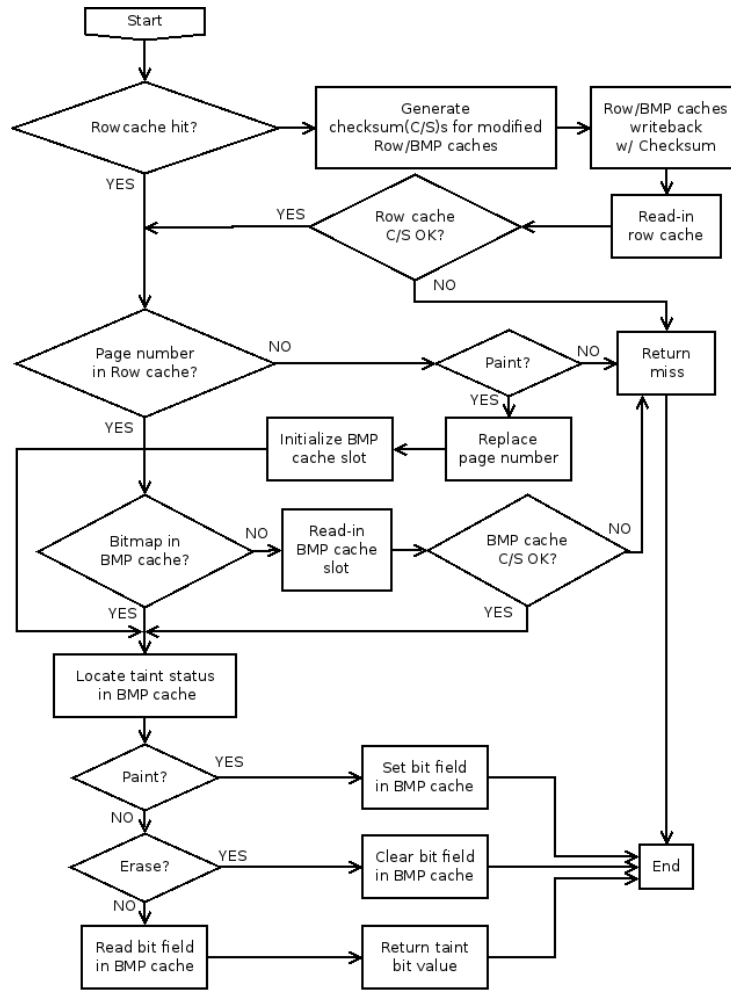 Start
Row cache hit?
Generate
checksum(C/S)s for modified
Row/BMP caches
Row/BMP caches
writeback
w/ Checksum
YES
YES
Row cache
C/S OK?
Read-in
row cache
NO
Page number
in Row cache?
NO
Paint?
NO
Return
miss
YES
YES
Initialize BMP
cache slot
Replace
page number
Bitmap in
BMP cache?
NO
Read-in
BMP cache
slot
BMP cache
C/S OK?
NO
YES
YES
Locate taint status
in BMP cache
Paint?
YES
Set bit field
in BMP cache
NO
Erase?
YES
Clear bit field
in BMP cache
End
NO
Read bit field
in BMP cache
Return taint
bit value